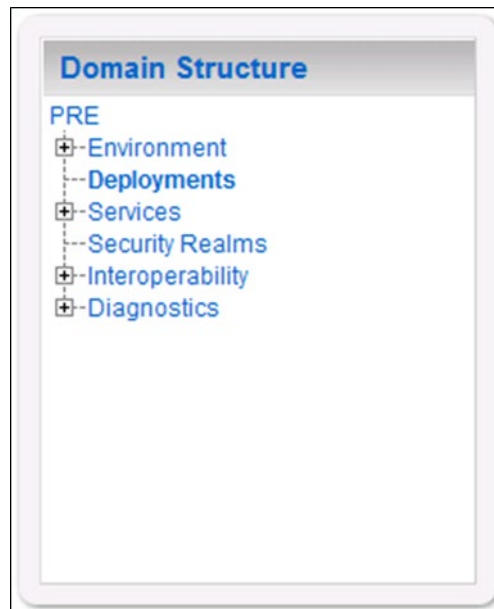 Domain Structure
PRE
Environment
Deployments
Services
Security Realms
Interoperability
Diagnostics